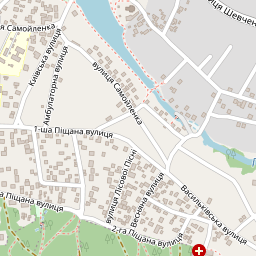 я Самойленка
иця Шевчен
Київська вулиця
Амбулаторна вулиця
вулиця Самойленка
1-ша Піщана вулиця
вулиця Лісової Пісні
Весняна вулиця
Васильківська вулиця
а Піщана вулиця
2-га Піщана вулиця